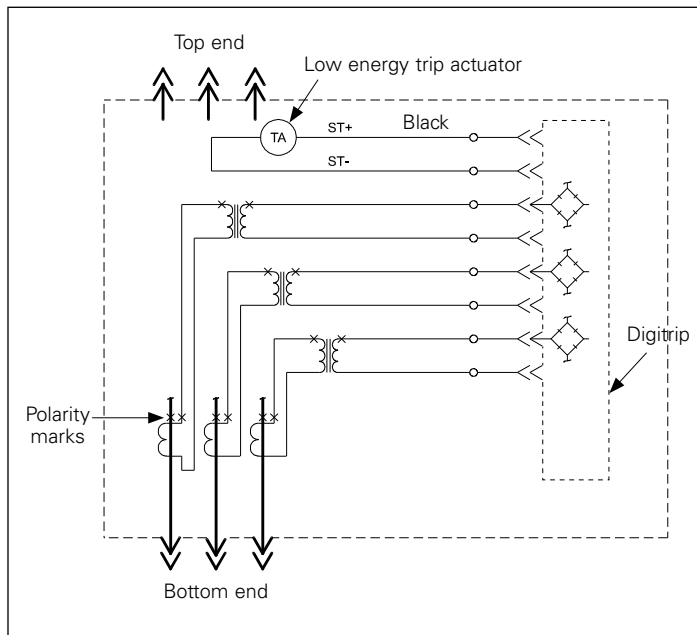 Top end
Low energy trip actuator
TA
ST+
Black
ST-
Digitrip
Polarity
marks
Bottom end